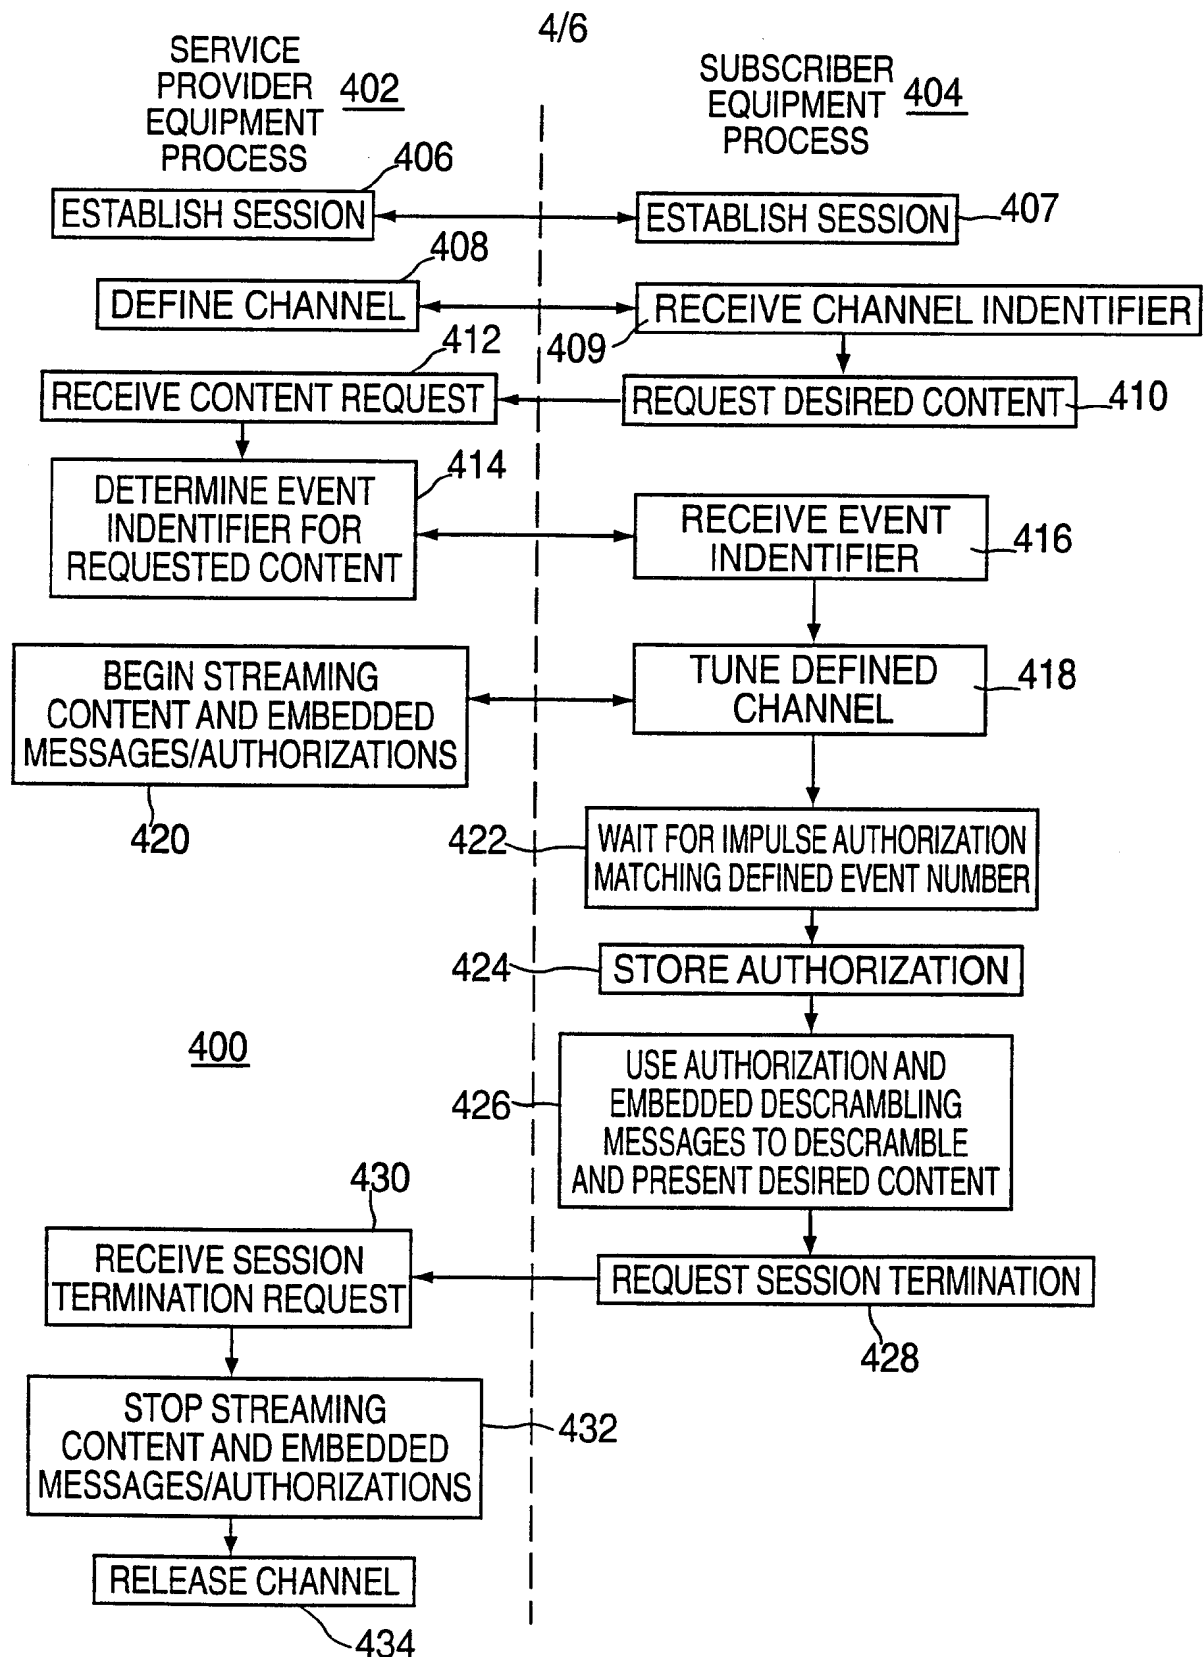 4/6
SERVICE
PROVIDER 402
EQUIPMENT
PROCESS
SUBSCRIBER
EQUIPMENT 404
PROCESS
406
ESTABLISH SESSION
ESTABLISH SESSION
407
408
DEFINE CHANNEL
RECEIVE CHANNEL INDENTIFIER
409
412
RECEIVE CONTENT REQUEST
REQUEST DESIRED CONTENT
410
414
DETERMINE EVENT
INDENTIFIER FOR
REQUESTED CONTENT
RECEIVE EVENT
INDENTIFIER
416
BEGIN STREAMING
CONTENT AND EMBEDDED
MESSAGES/AUTHORIZATIONS
420
TUNE DEFINED
CHANNEL
418
422
WAIT FOR IMPULSE AUTHORIZATION
MATCHING DEFINED EVENT NUMBER
424
STORE AUTHORIZATION
400
426
USE AUTHORIZATION AND
EMBEDDED DESCRAMBLING
MESSAGES TO DESCRAMBLE
AND PRESENT DESIRED CONTENT
430
RECEIVE SESSION
TERMINATION REQUEST
REQUEST SESSION TERMINATION
428
STOP STREAMING
CONTENT AND EMBEDDED
MESSAGES/AUTHORIZATIONS
432
RELEASE CHANNEL
434